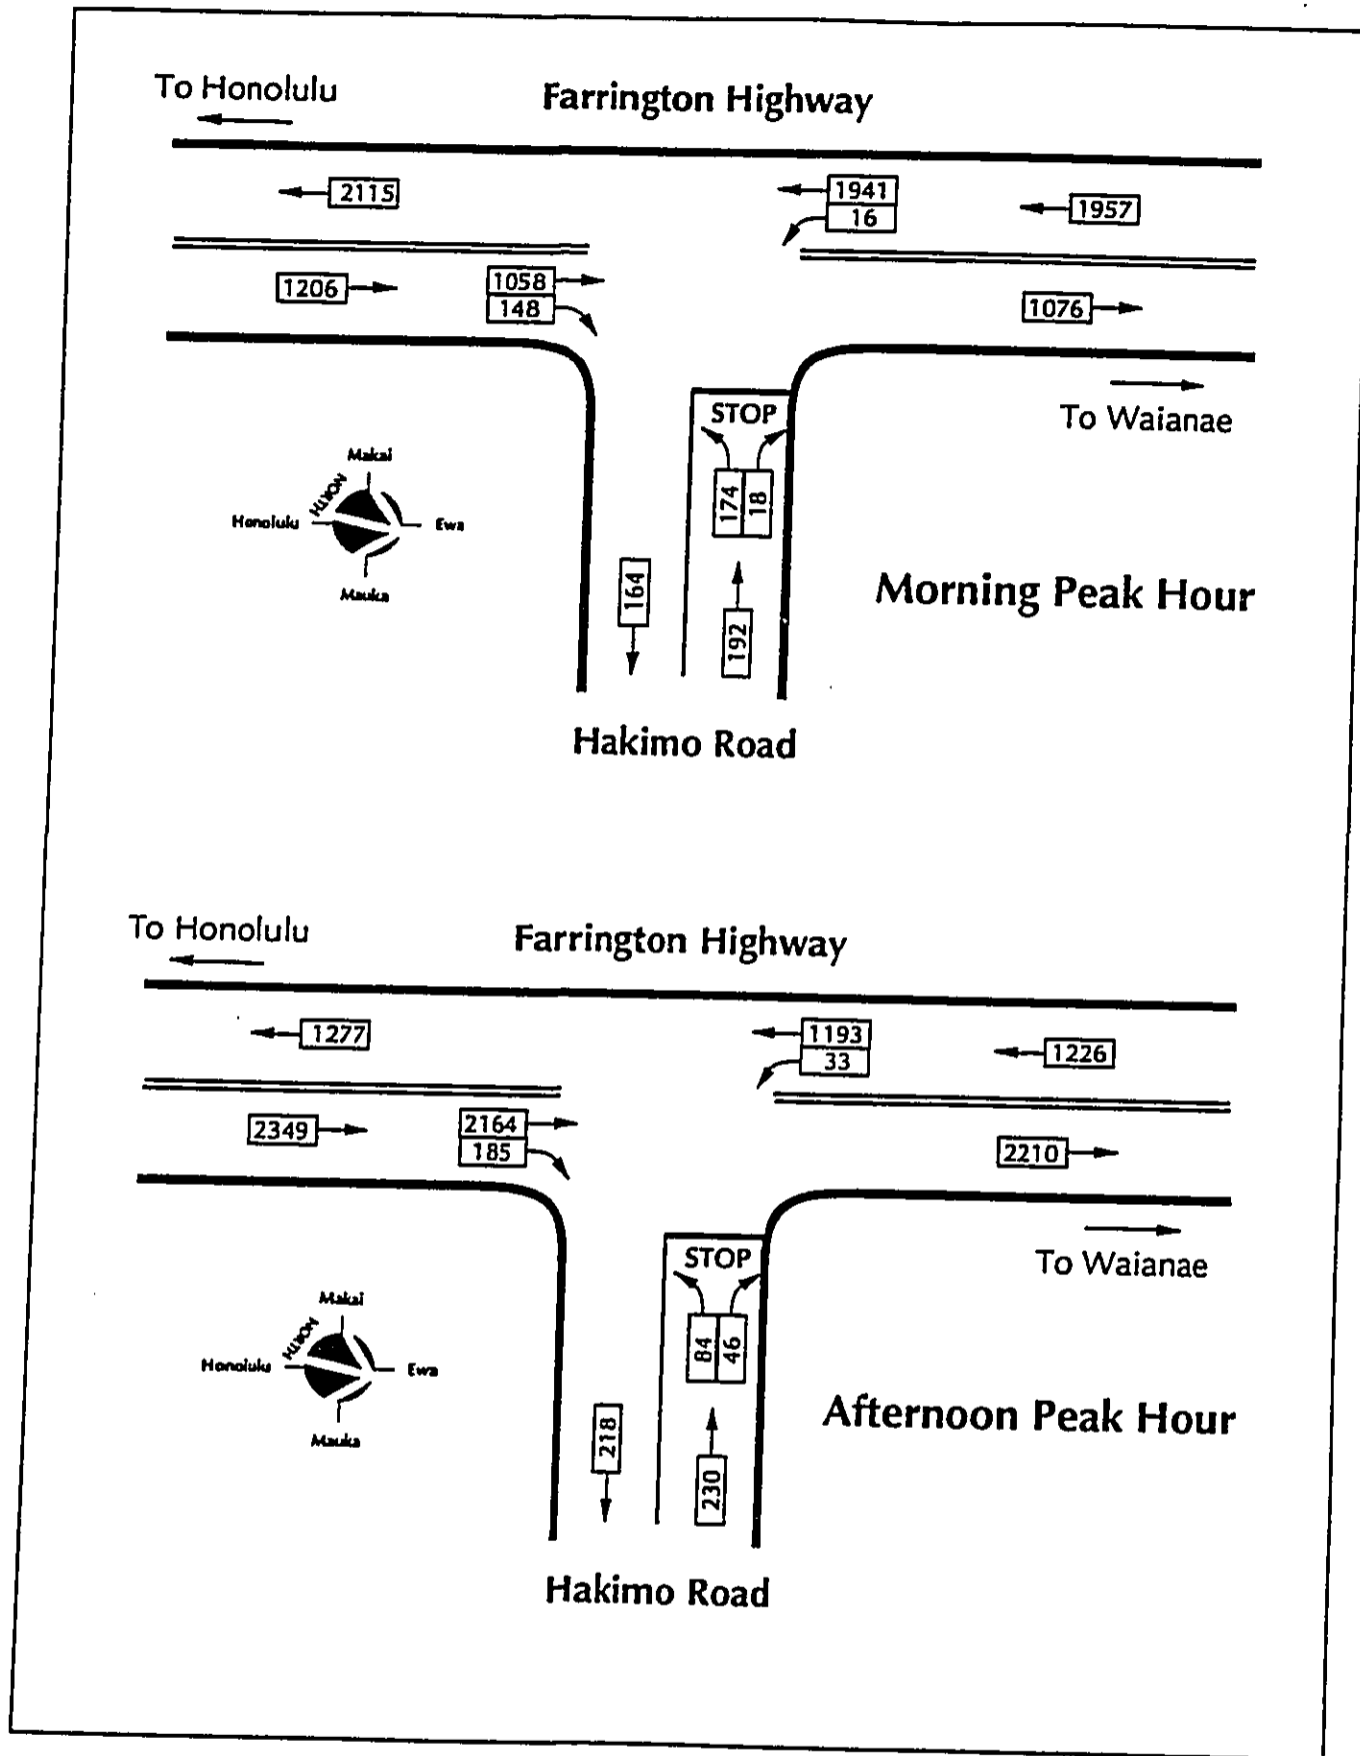 To Honolulu
Farrington Highway
2115
1941
16
1957
1206
1058
148
1076
STOP
To Waianae
174
18
Makai
NORTH
Honolulu
Ewa
Mauka
164
192
Morning Peak Hour
Hakimo Road
To Honolulu
Farrington Highway
1277
1193
33
1226
2349
2164
185
2210
STOP
To Waianae
84
46
Makai
NORTH
Honolulu
Ewa
Mauka
218
230
Afternoon Peak Hour
Hakimo Road